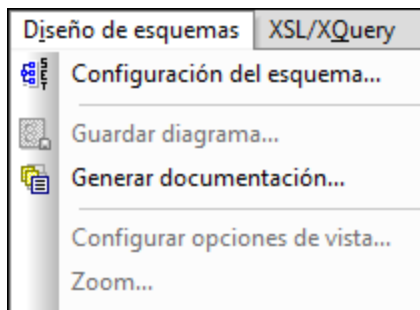 Diseño de esquemas XSL/XQuery
Configuración del esquema...
Guardar diagrama...
Generar documentación...
Configurar opciones de vista...
Zoom...